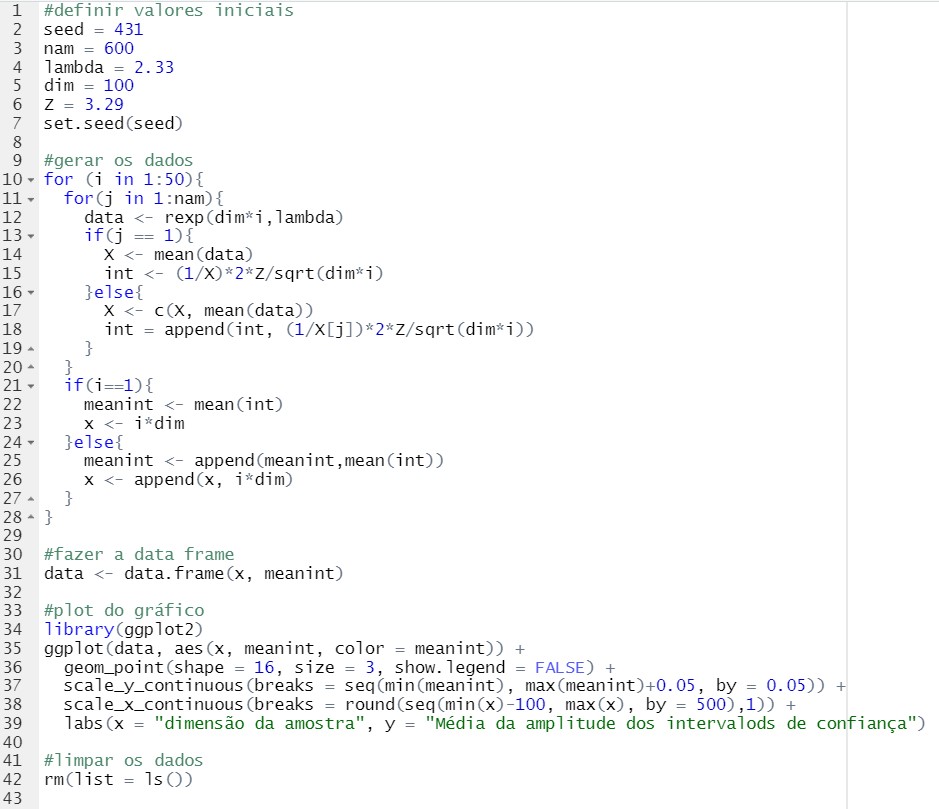 1 #definir valores iniciais
2 seed = 431
3 nam = 600
4 lambda = 2.33
5 dim = 100
6 Z = 3.29
7 set.seed(seed)
8
9 #gerar os dados
10 for (i in 1:50){
11   for(j in 1:nam){
12     data <- rexp(dim*i,lambda)
13     if(j == 1){
14       X <- mean(data)
15       int <- (1/X)*2*Z/sqrt(dim*i)
16     }else{
17       X <- c(X, mean(data))
18       int = append(int, (1/X[j])*2*Z/sqrt(dim*i))
19     }
20   }
21   if(i==1){
22     meanint <- mean(int)
23     x <- i*dim
24   }else{
25     meanint <- append(meanint,mean(int))
26     x <- append(x, i*dim)
27   }
28 }
29
30 #fazer a data frame
31 data <- data.frame(x, meanint)
32
33 #plot do gráfico
34 library(ggplot2)
35 ggplot(data, aes(x, meanint, color = meanint)) +
36   geom_point(shape = 16, size = 3, show.legend = FALSE) +
37   scale_y_continuous(breaks = seq(min(meanint), max(meanint)+0.05, by = 0.05)) +
38   scale_x_continuous(breaks = round(seq(min(x)-100, max(x), by = 500),1)) +
39   labs(x = "dimensão da amostra", y = "Média da amplitude dos intervalods de confiança")
40
41 #limpar os dados
42 rm(list = ls())
43